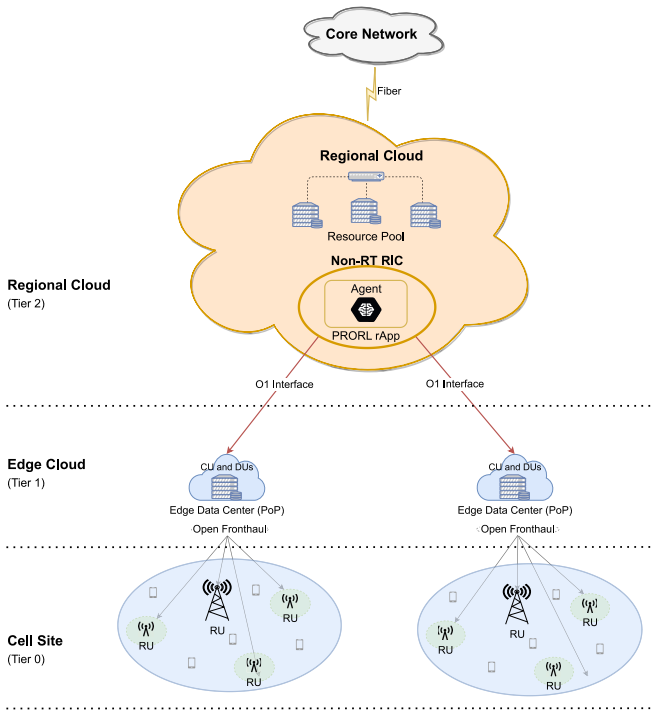 Core Network
Fiber
Regional Cloud
Resource Pool
Non-RT RIC
Regional Cloud
(Tier 2)
Agent
PRORL rApp
O1 Interface
O1 Interface
Edge Cloud
(Tier 1)
CU and DUs
CU and DUs
Edge Data Center (PoP)
Edge Data Center (PoP)
Open Fronthaul
Open Fronthaul
Cell Site
(Tier 0)
RU
RU
RU
RU
RU
RU
RU
RU